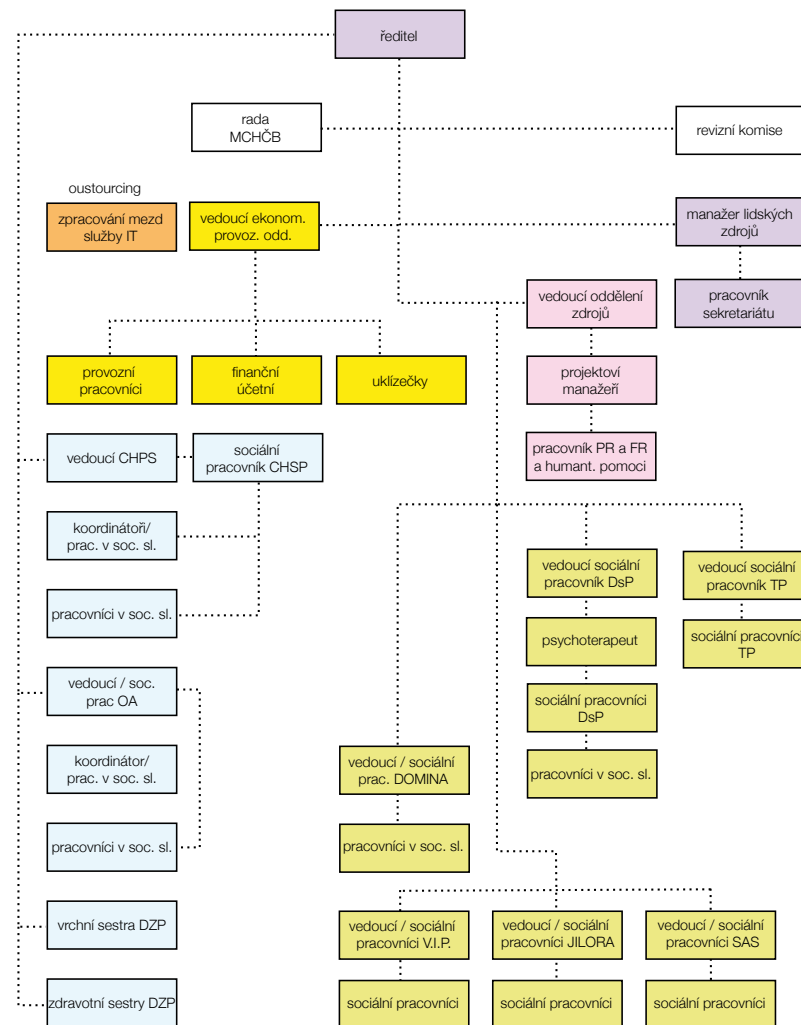 ředitel
rada
MCHČB
revizní komise
oustourcing
zpracování mezd
služby IT
vedoucí ekonom.
provoz. odd.
manažer lidských
zdrojů
vedoucí oddělení
zdrojů
pracovník
sekretariátu
provozní
pracovníci
finanční
účetní
uklízečky
projektoví
manažeří
vedoucí CHPS
sociální
pracovník CHSP
pracovník PR a FR
a humant. pomoci
koordinátoři/
prac. v soc. sl.
vedoucí sociální
pracovník DsP
vedoucí sociální
pracovník TP
pracovníci v soc. sl.
psychoterapeut
sociální pracovníci
TP
vedoucí / soc.
prac OA
sociální pracovníci
DsP
koordinátor/
prac. v soc. sl.
vedoucí / sociální
prac. DOMINA
pracovníci v soc. sl.
pracovníci v soc. sl.
pracovníci v soc. sl.
vrchní sestra DZP
vedoucí / sociální
pracovníci V.I.P.
vedoucí / sociální
pracovníci JILORA
vedoucí / sociální
pracovníci SAS
zdravotní sestry DZP
sociální pracovníci
sociální pracovníci
sociální pracovníci